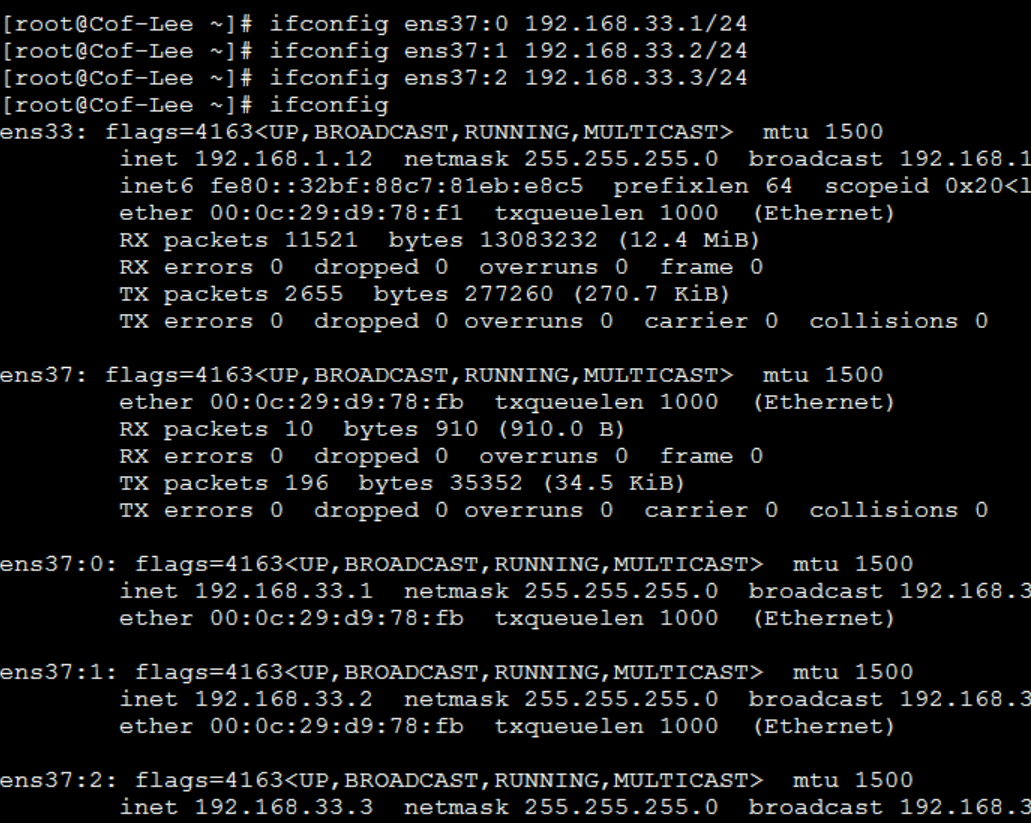 [root@Cof-Lee ~]# ifconfig ens37:0 192.168.33.1/24
[root@Cof-Lee ~]# ifconfig ens37:1 192.168.33.2/24
[root@Cof-Lee ~]# ifconfig ens37:2 192.168.33.3/24
[root@Cof-Lee ~]# ifconfig
ens33: flags=4163<UP,BROADCAST,RUNNING,MULTICAST>  mtu 1500
        inet 192.168.1.12  netmask 255.255.255.0  broadcast 192.168.1
        inet6 fe80::32bf:88c7:81eb:e8c5  prefixlen 64  scopeid 0x20<l
        ether 00:0c:29:d9:78:f1  txqueuelen 1000  (Ethernet)
        RX packets 11521  bytes 13083232 (12.4 MiB)
        RX errors 0  dropped 0  overruns 0  frame 0
        TX packets 2655  bytes 277260 (270.7 KiB)
        TX errors 0  dropped 0 overruns 0  carrier 0  collisions 0

ens37: flags=4163<UP,BROADCAST,RUNNING,MULTICAST>  mtu 1500
        ether 00:0c:29:d9:78:fb  txqueuelen 1000  (Ethernet)
        RX packets 10  bytes 910 (910.0 B)
        RX errors 0  dropped 0  overruns 0  frame 0
        TX packets 196  bytes 35352 (34.5 KiB)
        TX errors 0  dropped 0 overruns 0  carrier 0  collisions 0

ens37:0: flags=4163<UP,BROADCAST,RUNNING,MULTICAST>  mtu 1500
        inet 192.168.33.1  netmask 255.255.255.0  broadcast 192.168.3
        ether 00:0c:29:d9:78:fb  txqueuelen 1000  (Ethernet)

ens37:1: flags=4163<UP,BROADCAST,RUNNING,MULTICAST>  mtu 1500
        inet 192.168.33.2  netmask 255.255.255.0  broadcast 192.168.3
        ether 00:0c:29:d9:78:fb  txqueuelen 1000  (Ethernet)

ens37:2: flags=4163<UP,BROADCAST,RUNNING,MULTICAST>  mtu 1500
        inet 192.168.33.3  netmask 255.255.255.0  broadcast 192.168.3